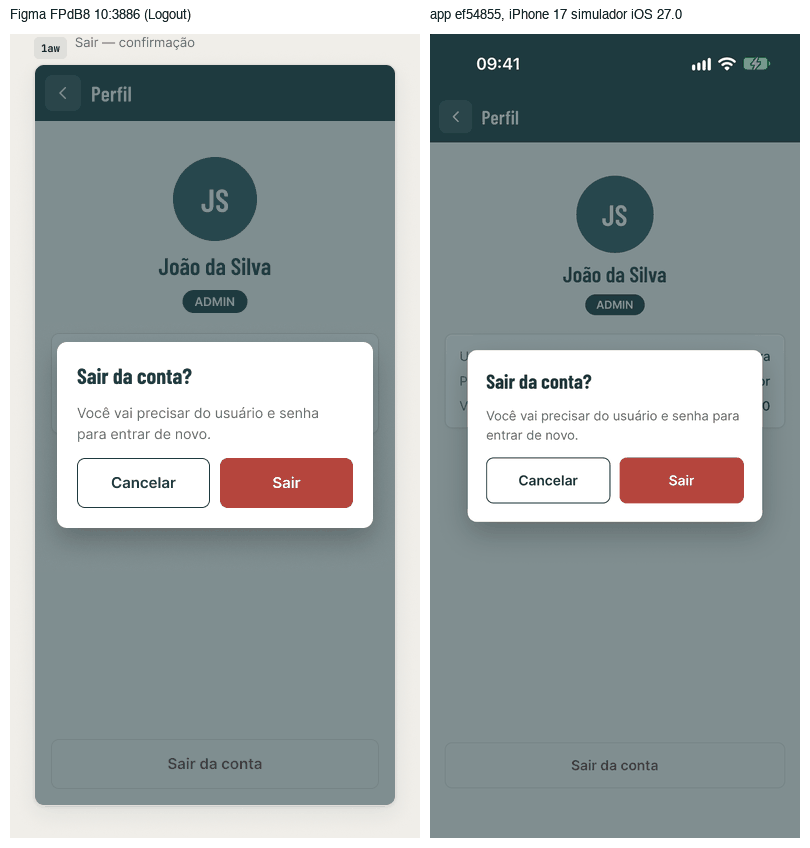 Figma FPdB8 10:3886 (Logout)
1aw
Sair — confirmação
Perfil
JS
João da Silva
ADMIN
Sair da conta?
Você vai precisar do usuário e senha
para entrar de novo.
Cancelar
Sair
Sair da conta
app ef54855, iPhone 17 simulador iOS 27.0
09:41
Perfil
JS
João da Silva
ADMIN
U
va
P
or
V
0
Sair da conta?
Você vai precisar do usuário e senha para
entrar de novo.
Cancelar
Sair
Sair da conta